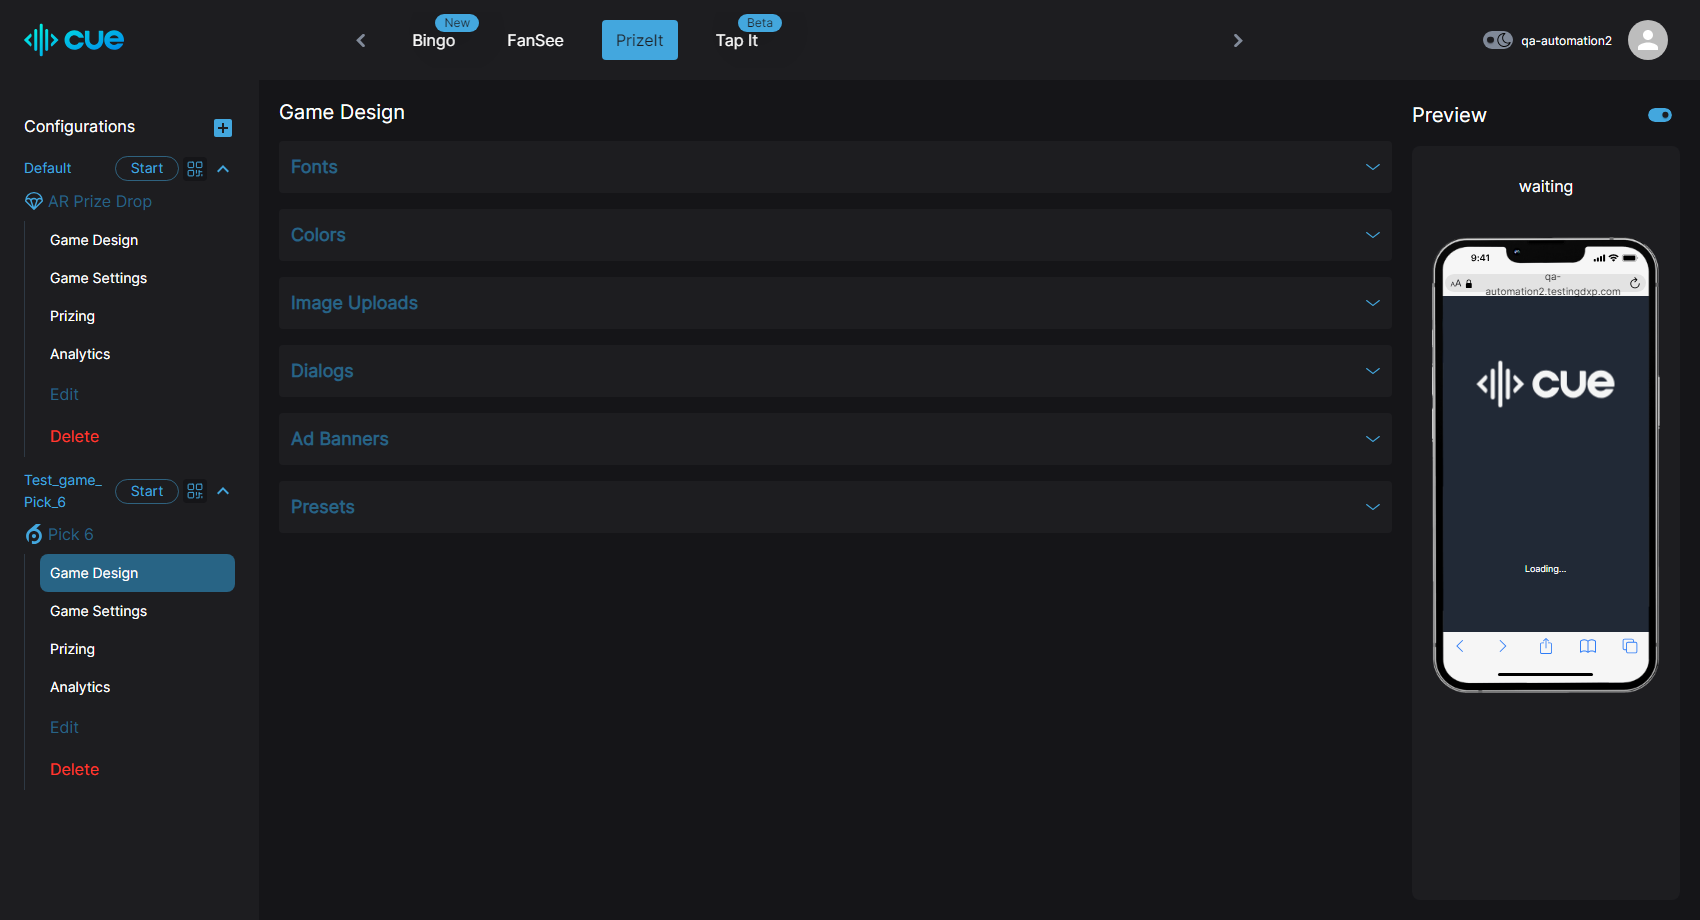 cue
New
Bingo
FanSee
PrizeIt
Beta
Tap It
qa-automation2
Configurations
Default
Start
AR Prize Drop
Game Design
Game Settings
Prizing
Analytics
Edit
Delete
Test_game_
Pick_6
Start
Pick 6
Game Design
Game Settings
Prizing
Analytics
Edit
Delete
Game Design
Fonts
Colors
Image Uploads
Dialogs
Ad Banners
Presets
Preview
waiting
9:41
AA
qa-
automation2.testingdxp.com
cue
Loading...